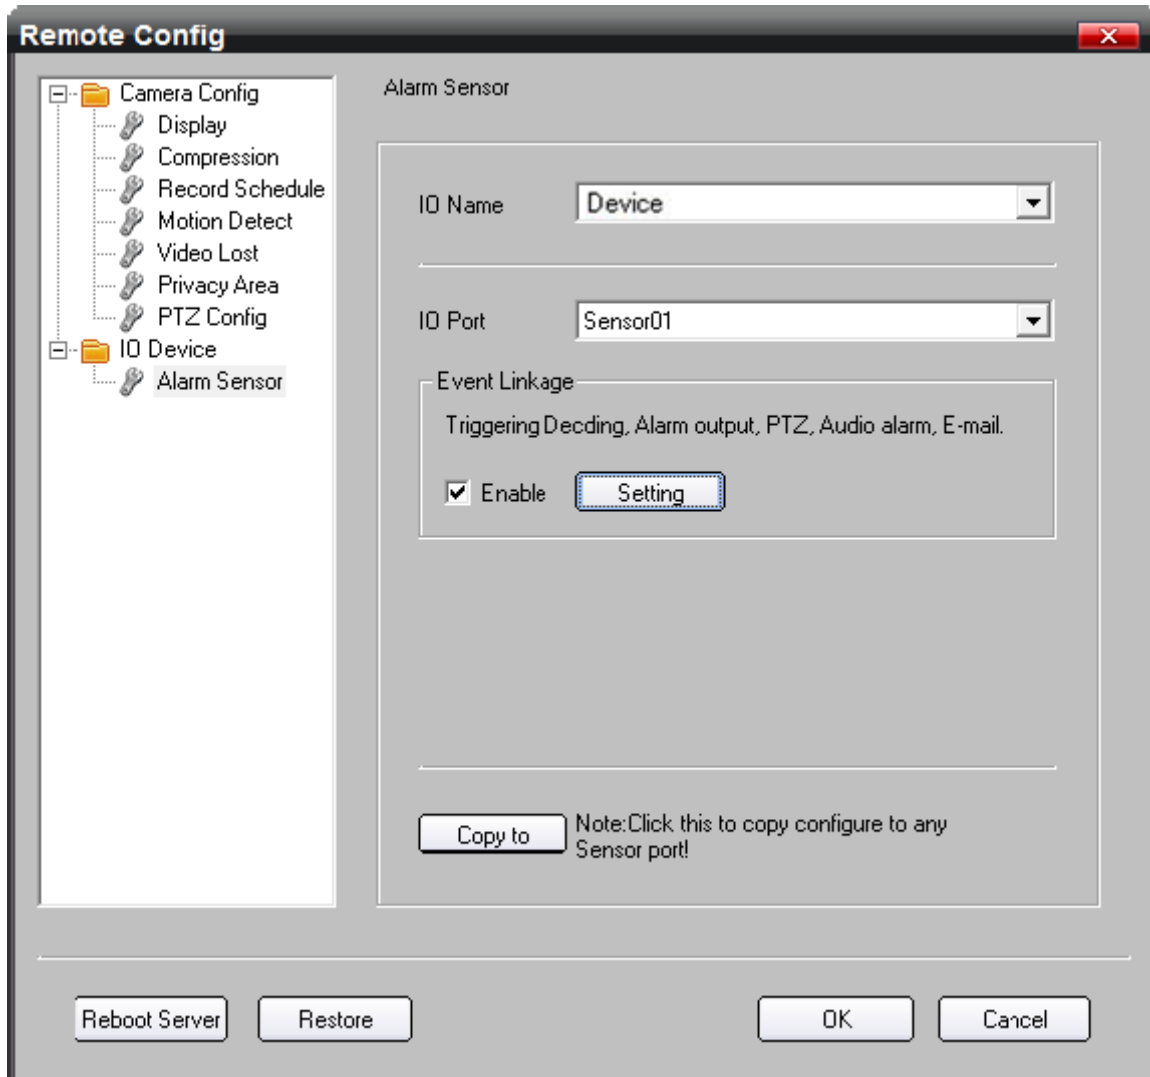 Remote Config
Camera Config
Display
Compression
Record Schedule
Motion Detect
Video Lost
Privacy Area
PTZ Config
IO Device
Alarm Sensor
Alarm Sensor
IO Name Device
IO Port Sensor01
Event Linkage
Triggering Decding, Alarm output, PTZ, Audio alarm, E-mail.
Enable Setting
Copy to
Note:Click this to copy configure to any
Sensor port!
Reboot Server Restore OK Cancel